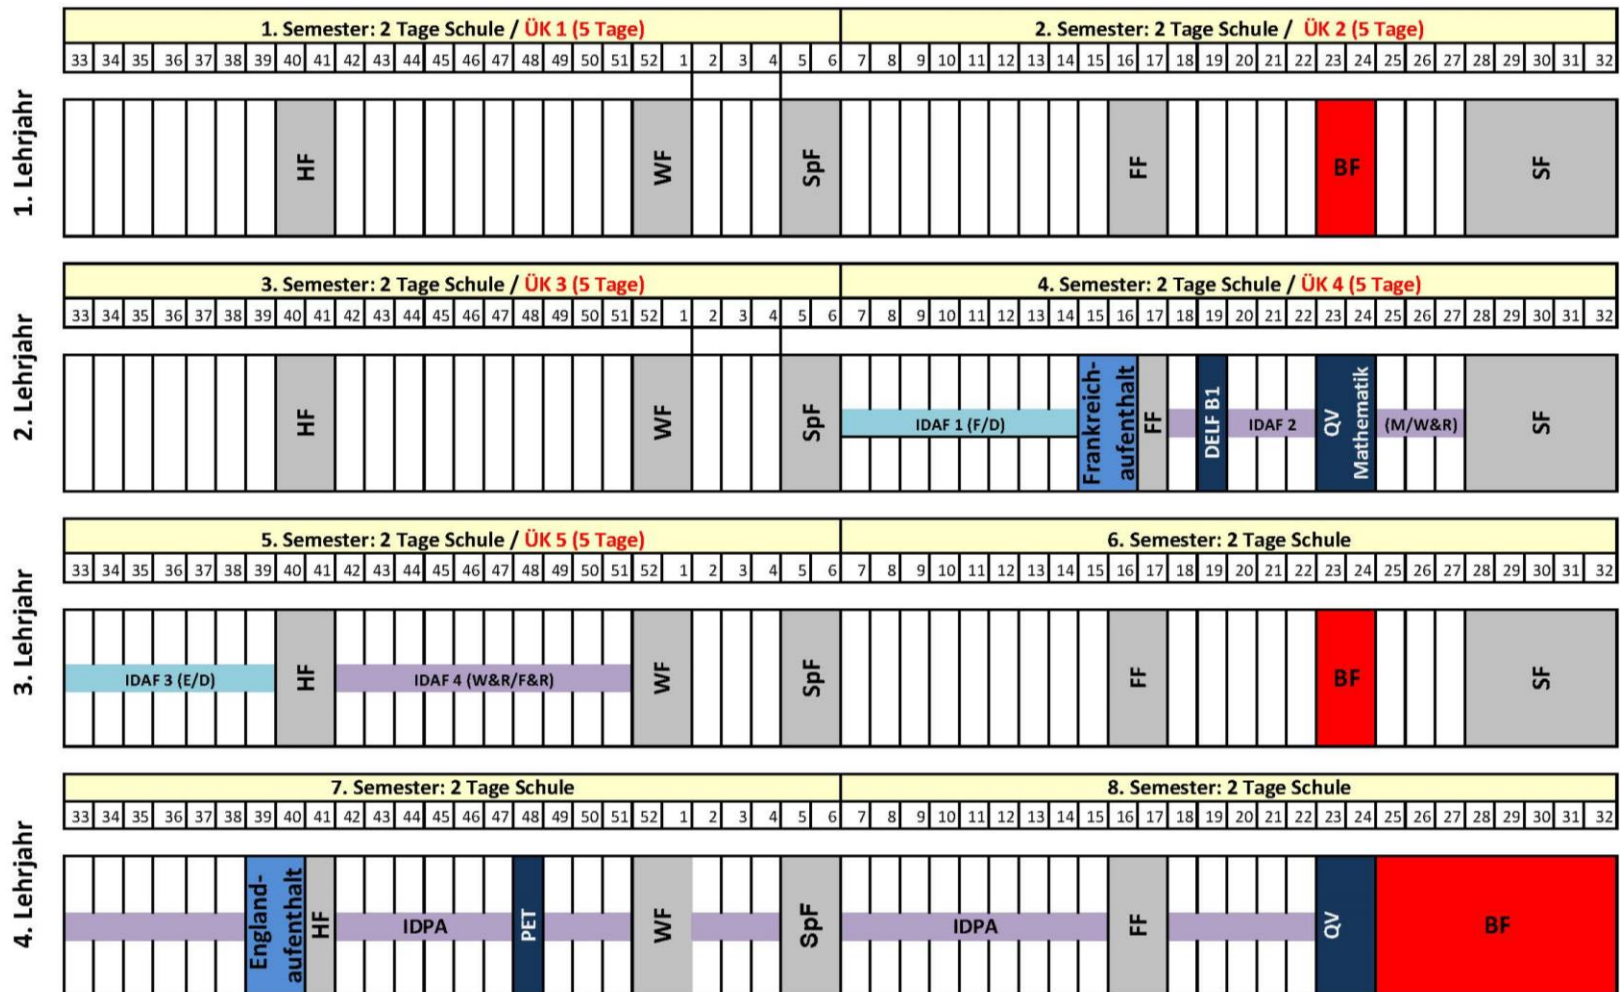 1. Lehrjahr
1. Semester: 2 Tage Schule / ÜK 1 (5 Tage) 2. Semester: 2 Tage Schule / ÜK 2 (5 Tage)
33 34 35 36 37 38 39 40 41 42 43 44 45 46 47 48 49 50 51 52 1 2 3 4 5 6 7 8 9 10 11 12 13 14 15 16 17 18 19 20 21 22 23 24 25 26 27 28 29 30 31 32
HF WF SpF FF BF SF
2. Lehrjahr
3. Semester: 2 Tage Schule / ÜK 3 (5 Tage) 4. Semester: 2 Tage Schule / ÜK 4 (5 Tage)
33 34 35 36 37 38 39 40 41 42 43 44 45 46 47 48 49 50 51 52 1 2 3 4 5 6 7 8 9 10 11 12 13 14 15 16 17 18 19 20 21 22 23 24 25 26 27 28 29 30 31 32
HF WF SpF IDAF 1 (F/D)
Frankreich-
aufenthalt
FF DELF B1 IDAF 2
QV
Mathematik
(M/W&R) SF
3. Lehrjahr
5. Semester: 2 Tage Schule / ÜK 5 (5 Tage) 6. Semester: 2 Tage Schule
33 34 35 36 37 38 39 40 41 42 43 44 45 46 47 48 49 50 51 52 1 2 3 4 5 6 7 8 9 10 11 12 13 14 15 16 17 18 19 20 21 22 23 24 25 26 27 28 29 30 31 32
IDAF 3 (E/D) HF IDAF 4 (W&R/F&R) WF SpF FF BF SF
4. Lehrjahr
7. Semester: 2 Tage Schule 8. Semester: 2 Tage Schule
33 34 35 36 37 38 39 40 41 42 43 44 45 46 47 48 49 50 51 52 1 2 3 4 5 6 7 8 9 10 11 12 13 14 15 16 17 18 19 20 21 22 23 24 25 26 27 28 29 30 31 32
England-
aufenthalt
HF IDPA PET WF SpF IDPA FF QV BF